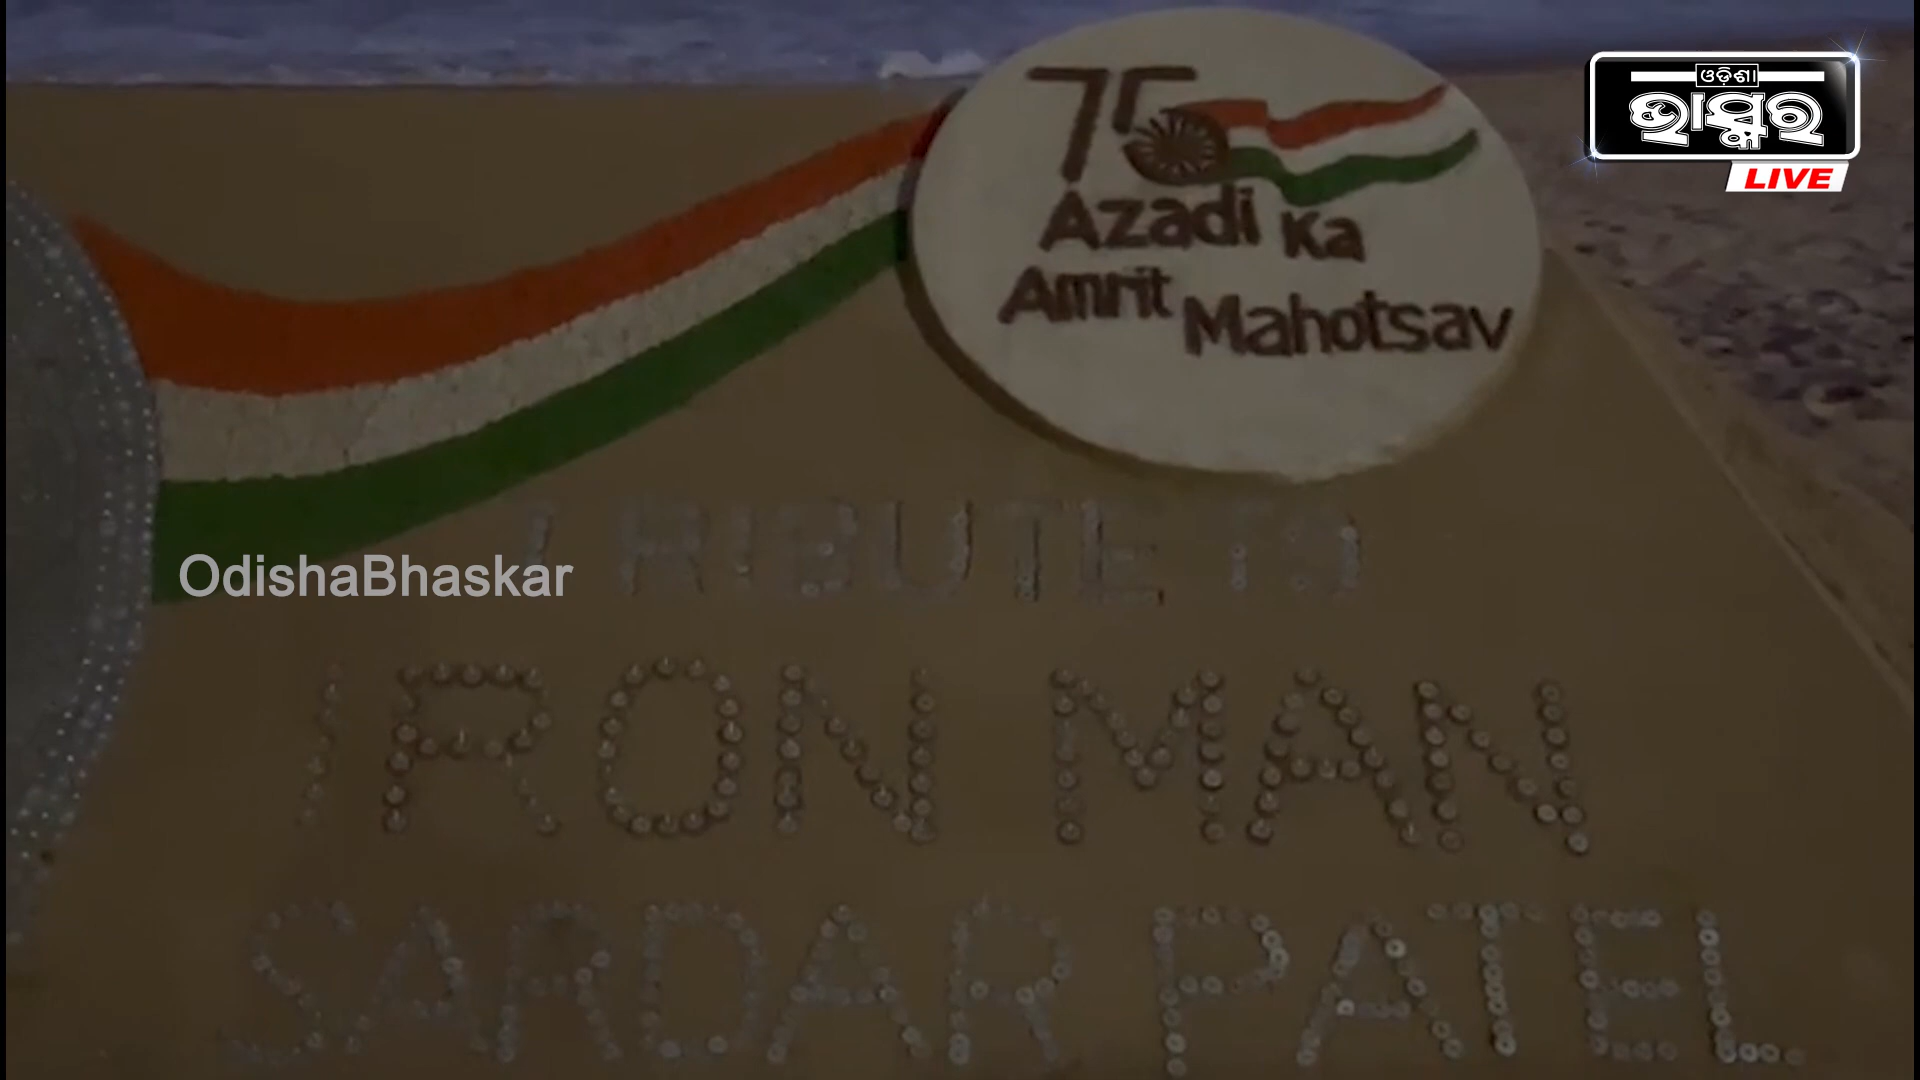 75
Azadi Ka
Amrit Mahotsav
ଓଡ଼ିଶା
ଭାସ୍କର
LIVE
OdishaBhaskar
TRIBUTE TO
IRON MAN
SARDAR PATEL